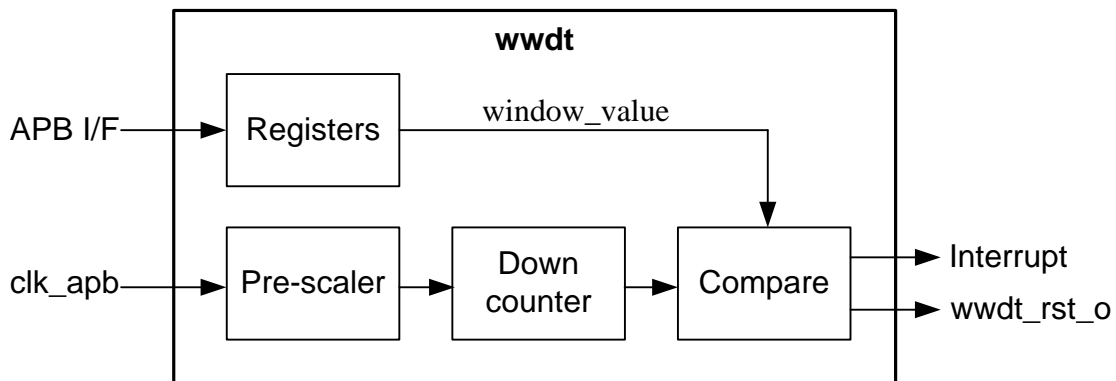 wwdt
APB I/F
Registers
window_value
clk_apb
Pre-scaler
Down
counter
Compare
Interrupt
wwdt_rst_o